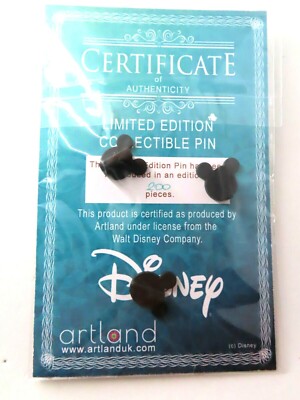 CERTIFICATE
of
AUTHENTICITY
LIMITED EDITION
COLLECTIBLE PIN
Edition Pin
in an edition
200
pieces.
This product is certified as produced by
Artland under license from the
Walt Disney Company.
Disney
artland
www.artlanduk.com
(c) Disney